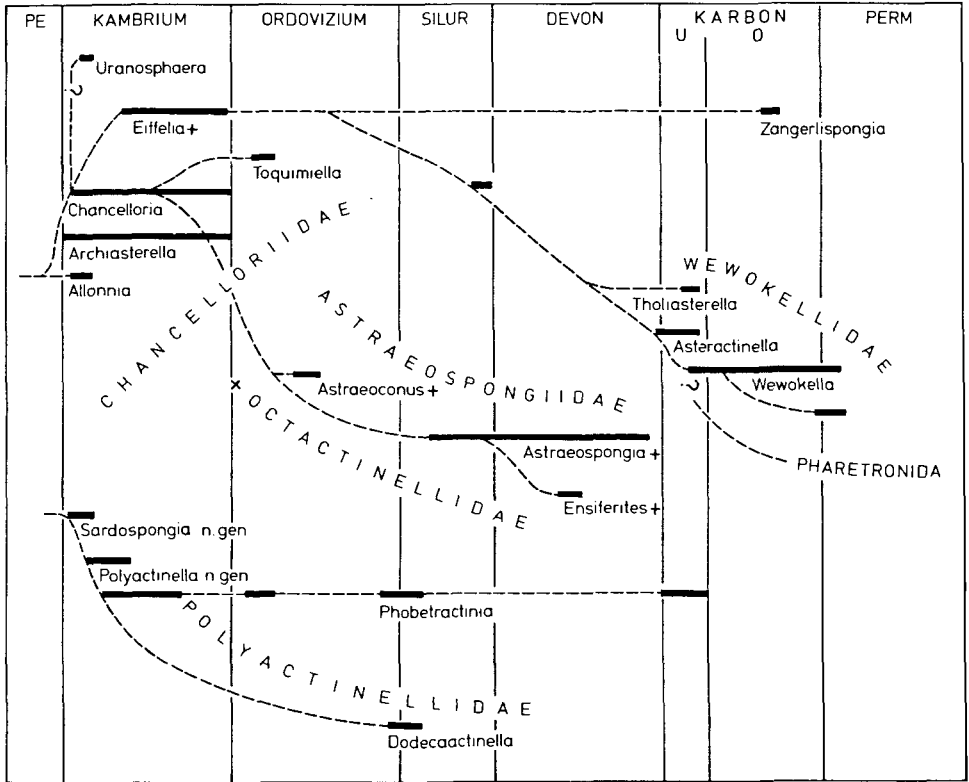 PE KAMBRIUM ORDOVIZIUM SILUR DEVON KARBON PERM
U O
Uranosphaera
?
Eiffelia +
Zangerlispongia
Toquimiella
Chancelloria
Archiasterella
Allonnia
CHANCELLORIIDAE
WEWOKELLIDAE
Tholiasterella
ASTRAEOSPONGIIDAE
Asteractinella
Astraeoconus +
?
Wewokella
+ OCTACTINELLIDAE
Astraeospongia +
PHARETRONIDA
Ensiferites +
Sardospongia n. gen
Polyactinella n gen
Phobetractinia
POLYACTINELLIDAE
Dodecaactinella